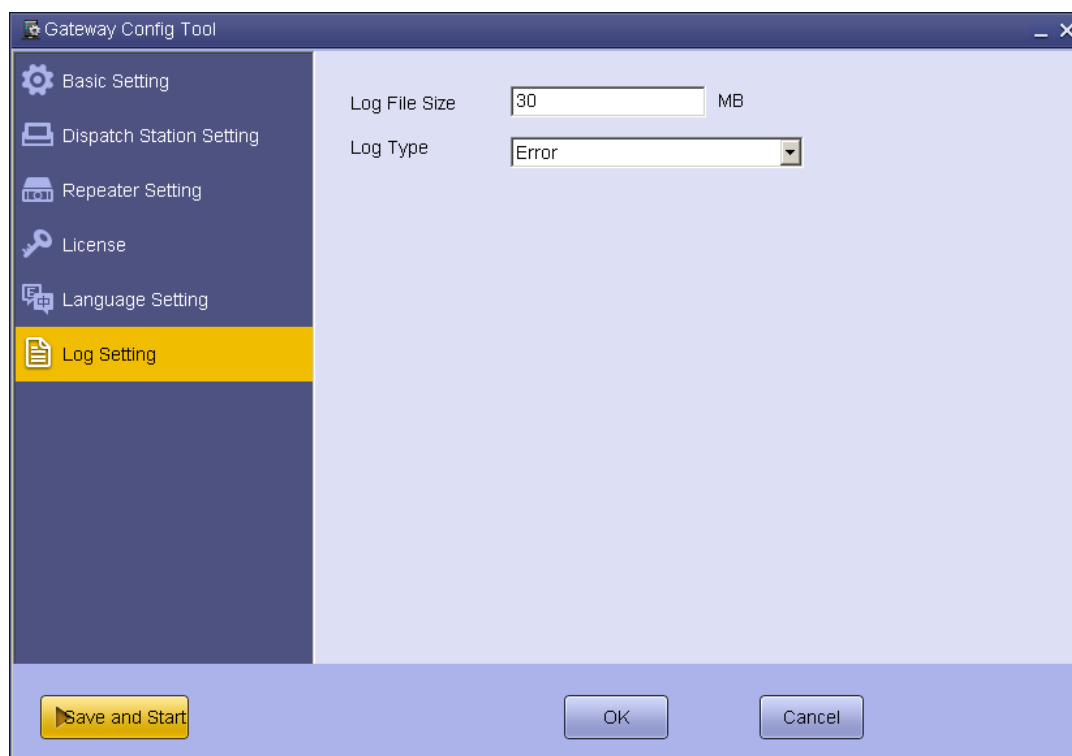 Gateway Config Tool
Basic Setting
Dispatch Station Setting
Repeater Setting
License
Language Setting
Log Setting
Log File Size 30 MB
Log Type Error
Save and Start OK Cancel